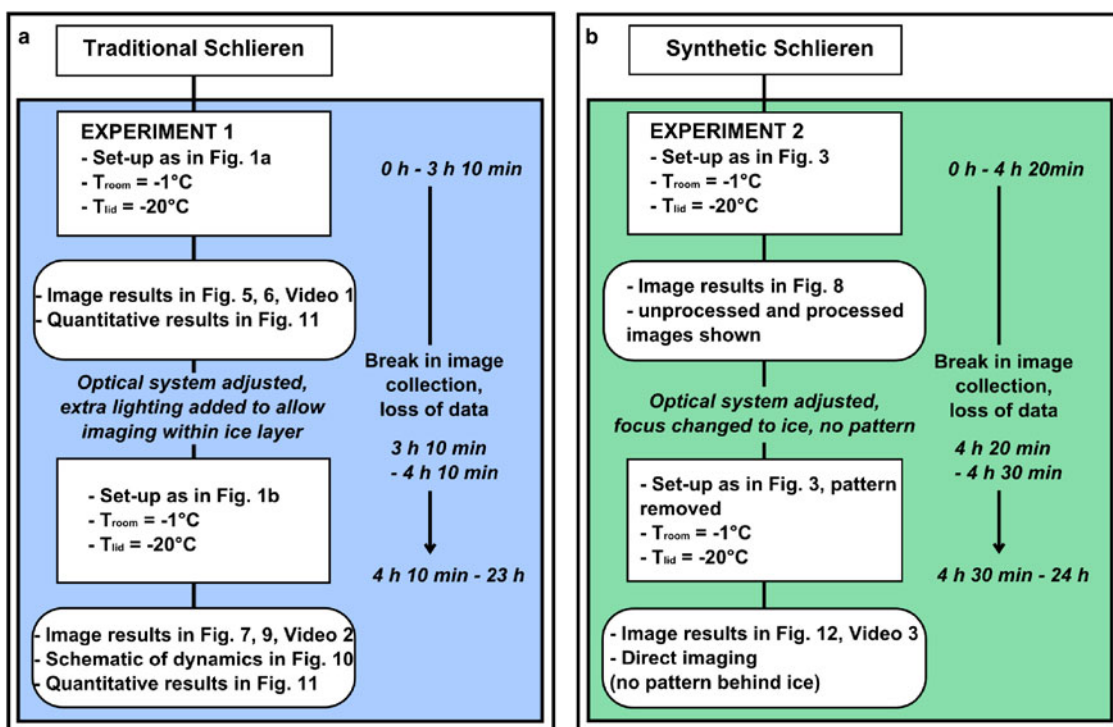 a
Traditional Schlieren
EXPERIMENT 1
- Set-up as in Fig. 1a
- Troom = -1°C
- Tlid = -20°C
0 h - 3 h 10 min
- Image results in Fig. 5, 6, Video 1
- Quantitative results in Fig. 11
Optical system adjusted,
extra lighting added to allow
imaging within ice layer
Break in image
collection,
loss of data
3 h 10 min
- 4 h 10 min
- Set-up as in Fig. 1b
- Troom = -1°C
- Tlid = -20°C
4 h 10 min - 23 h
- Image results in Fig. 7, 9, Video 2
- Schematic of dynamics in Fig. 10
- Quantitative results in Fig. 11
b
Synthetic Schlieren
EXPERIMENT 2
- Set-up as in Fig. 3
- Troom = -1°C
- Tlid = -20°C
0 h - 4 h 20min
- Image results in Fig. 8
- unprocessed and processed
images shown
Optical system adjusted,
focus changed to ice, no pattern
Break in image
collection,
loss of data
4 h 20 min
- 4 h 30 min
- Set-up as in Fig. 3, pattern
removed
- Troom = -1°C
- Tlid = -20°C
4 h 30 min - 24 h
- Image results in Fig. 12, Video 3
- Direct imaging
(no pattern behind ice)